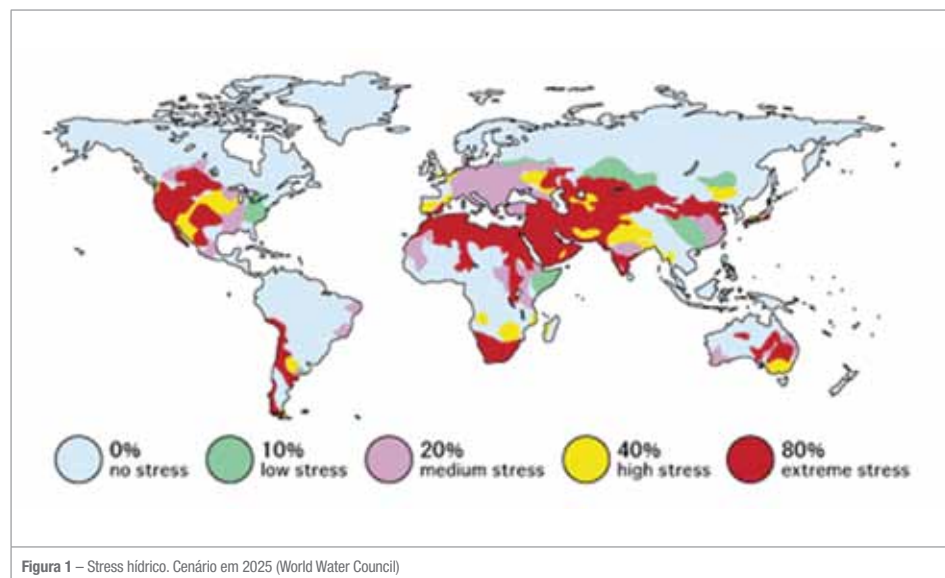 0%
no stress
10%
low stress
20%
medium stress
40%
high stress
80%
extreme stress
Figura 1 – Stress hídrico. Cenário em 2025 (World Water Council)